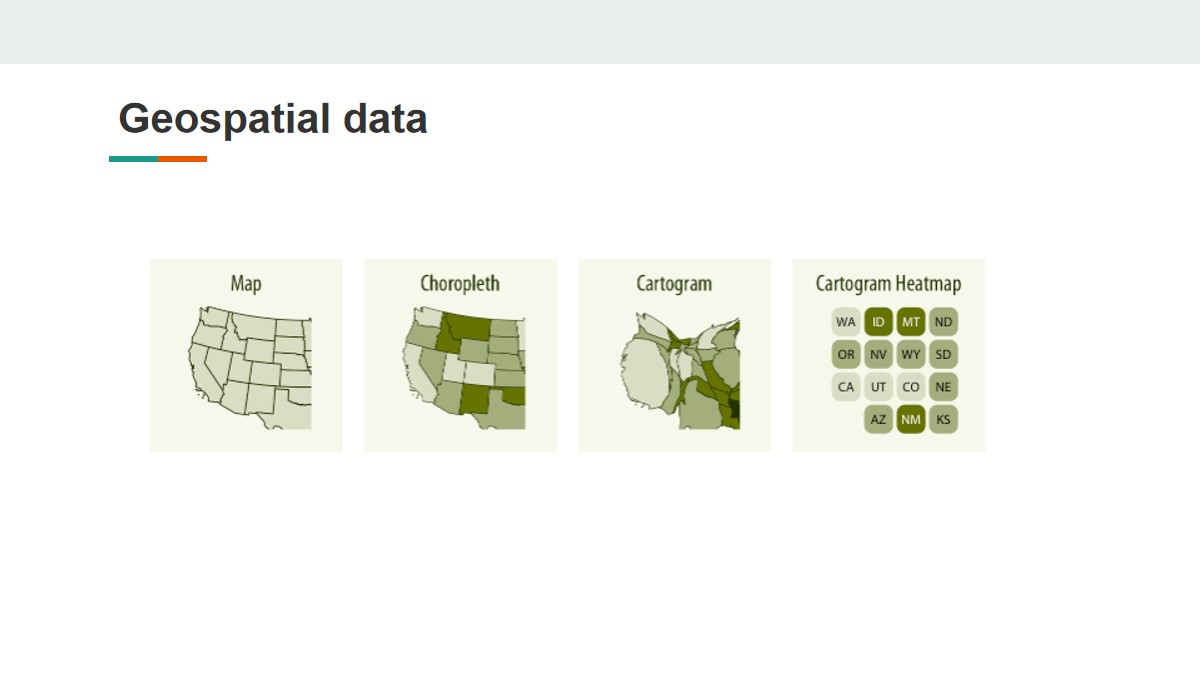 Geospatial data
Map
Choropleth
Cartogram
Cartogram Heatmap
WA ID MT ND
OR NV WY SD
CA UT CO NE
AZ NM KS